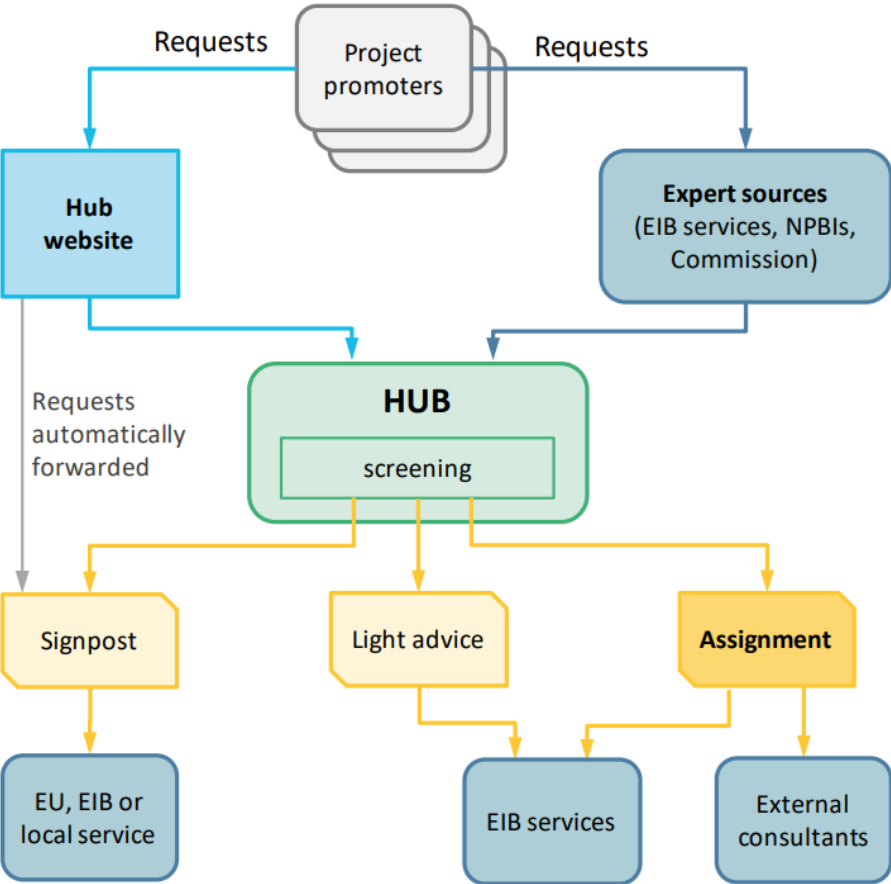 Requests
Project
promoters
Requests
Hub
website
Expert sources
(EIB services, NPBIs,
Commission)
Requests
automatically
forwarded
HUB
screening
Signpost
Light advice
Assignment
EU, EIB or
local service
EIB services
External
consultants